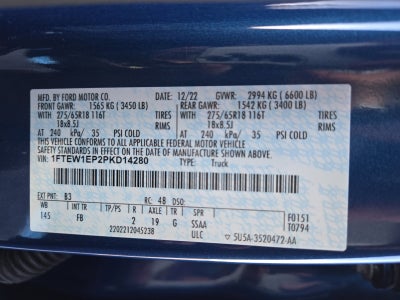 MFD. BY FORD MOTOR CO. 12/22 GVWR: 2994 KG ( 6600 LB)
FRONT GAWR: 1565 KG ( 3450 LB) REAR GAWR: 1542 KG ( 3400 LB)
WITH 275/65R18 116T TIRES WITH 275/65R18 116T TIRES
18x8.5J RIMS 18x8.5J RIMS
AT 240 kPa/ 35 PSI COLD AT 240 kPa/ 35 PSI COLD
THIS VEHICLE CONFORMS TO ALL APPLICABLE FEDERAL MOTOR VEHICLE
SAFETY STANDARDS IN EFFECT ON THE DATE OF MANUFACTURE SHOWN ABOVE.
VIN: 1FTEW1EP2PKD14280 TYPE: Truck
EXT PNT: B3 RC: 48 DSO:
WB INT TR TP/PS R AXLE TR SPR F0151
145 FB 2 19 G SSAA T0794
220221204S238 ULC 5U5A-3520472-AA